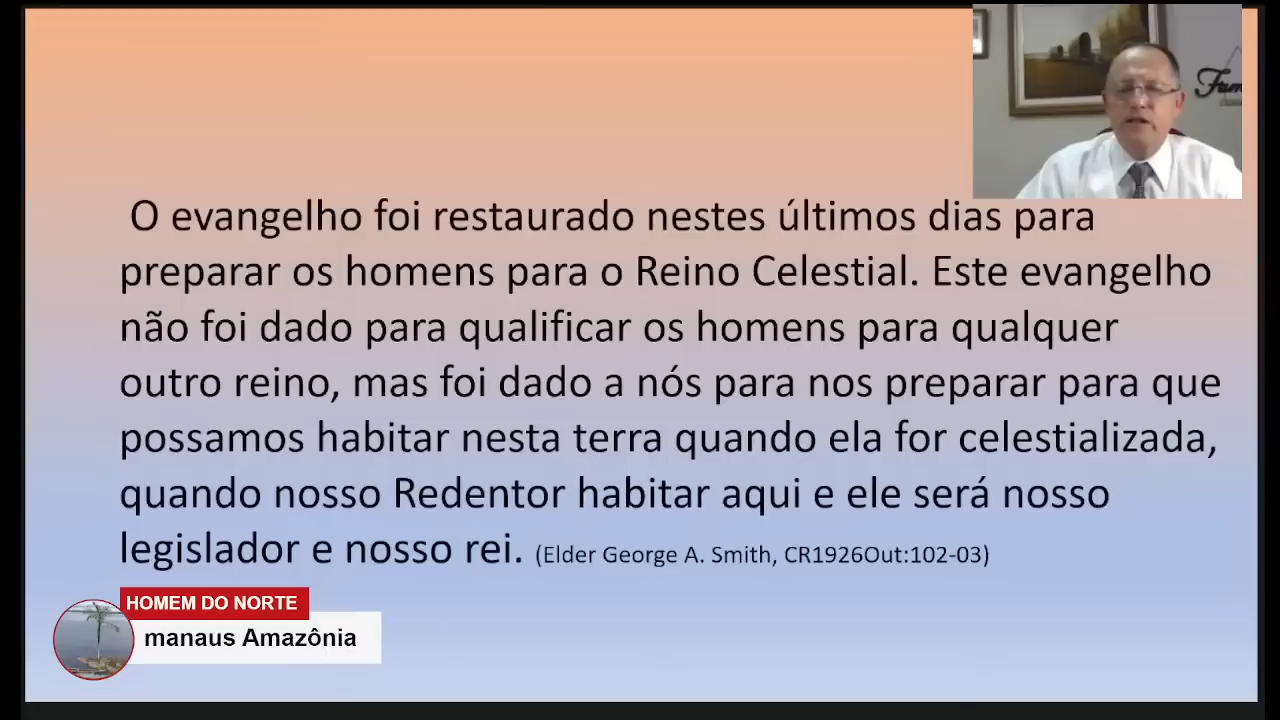 O evangelho foi restaurado nestes últimos dias para
preparar os homens para o Reino Celestial. Este evangelho
não foi dado para qualificar os homens para qualquer
outro reino, mas foi dado a nós para nos preparar para que
possamos habitar nesta terra quando ela for celestializada,
quando nosso Redentor habitar aqui e ele será nosso
legislador e nosso rei. (Elder George A. Smith, CR1926Out:102-03)
HOMEM DO NORTE
manaus Amazônia